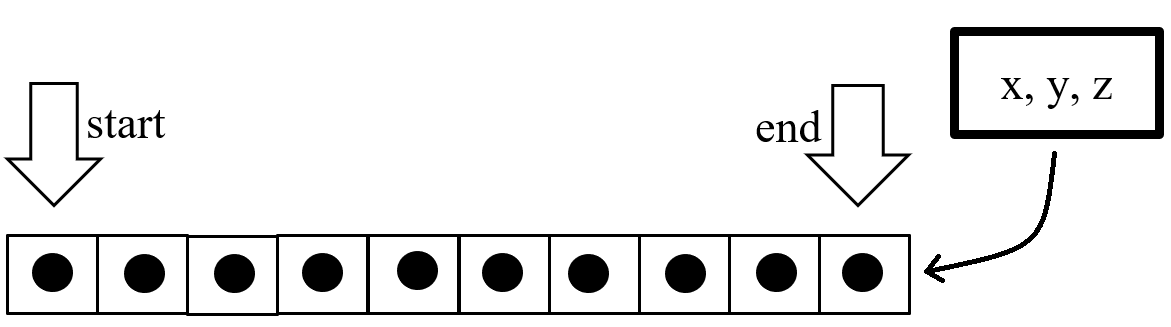 start
end
x, y, z